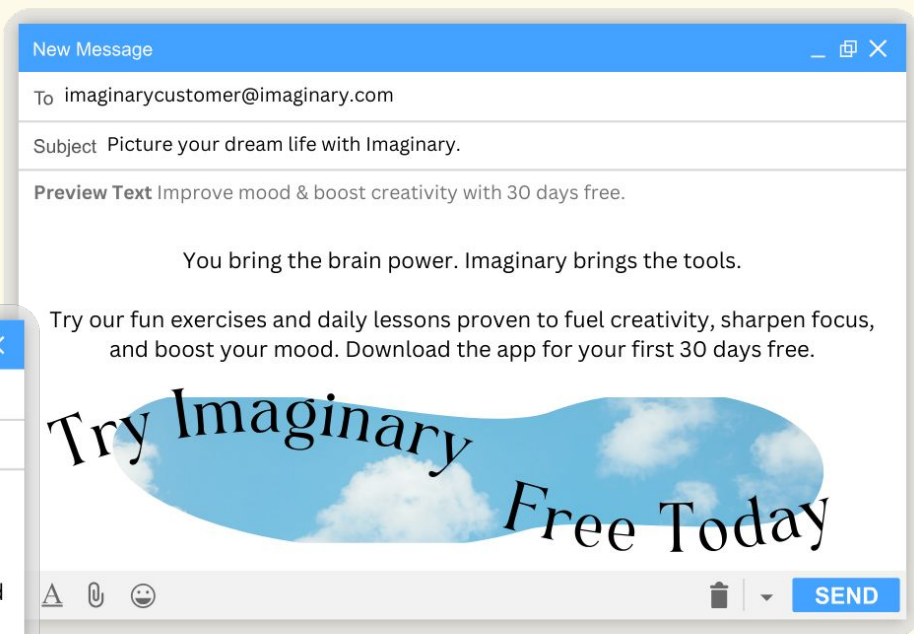 New Message
To imaginarycustomer@imaginary.com
Subject Picture your dream life with Imaginary.
Preview Text Improve mood & boost creativity with 30 days free.
You bring the brain power. Imaginary brings the tools.
Try our fun exercises and daily lessons proven to fuel creativity, sharpen focus,
and boost your mood. Download the app for your first 30 days free.
Try Imaginary
Free Today
A
SEND